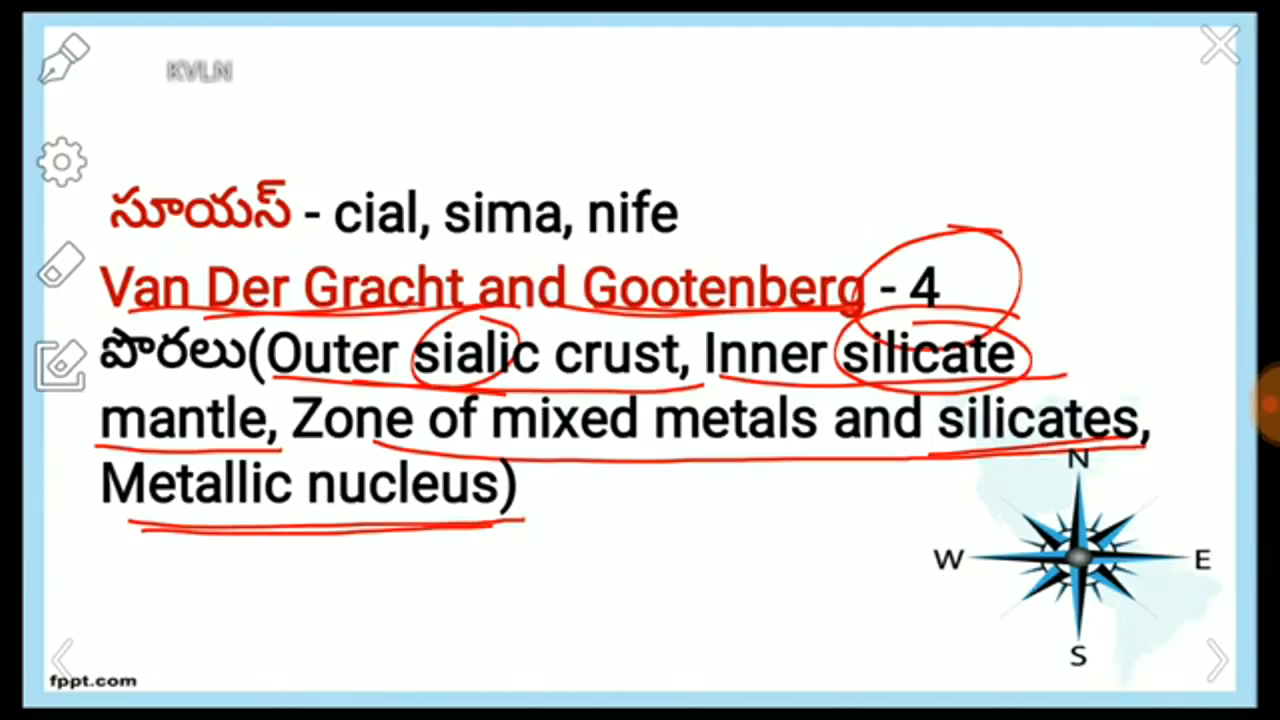 KVLN
సూయస్ - cial, sima, nife
Van Der Gracht and Gootenberg - 4
పొరలు(Outer sialic crust, Inner silicate
mantle, Zone of mixed metals and silicates,
Metallic nucleus)
N
W E
S
fppt.com